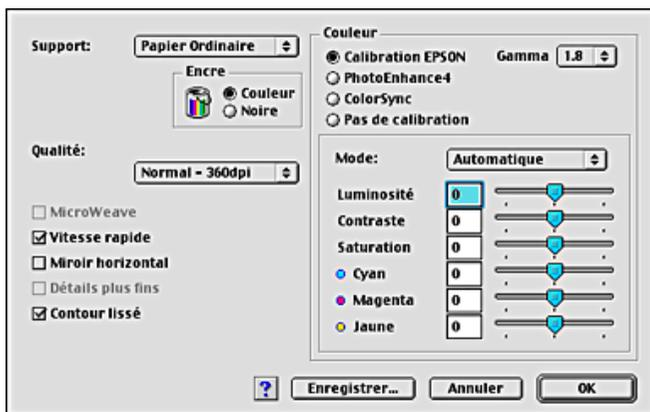 Support:
Papier Ordinaire
Encre
Couleur
Noire
Qualité:
Normal - 360dpi
MicroWeave
Vitesse rapide
Miroir horizontal
Détails plus fins
Contour lissé
Couleur
Calibration EPSON
Gamma 1.8
PhotoEnhance4
ColorSync
Pas de calibration
Mode: Automatique
Luminosité 0
Contraste 0
Saturation 0
Cyan 0
Magenta 0
Jaune 0
? Enregistrer... Annuler OK